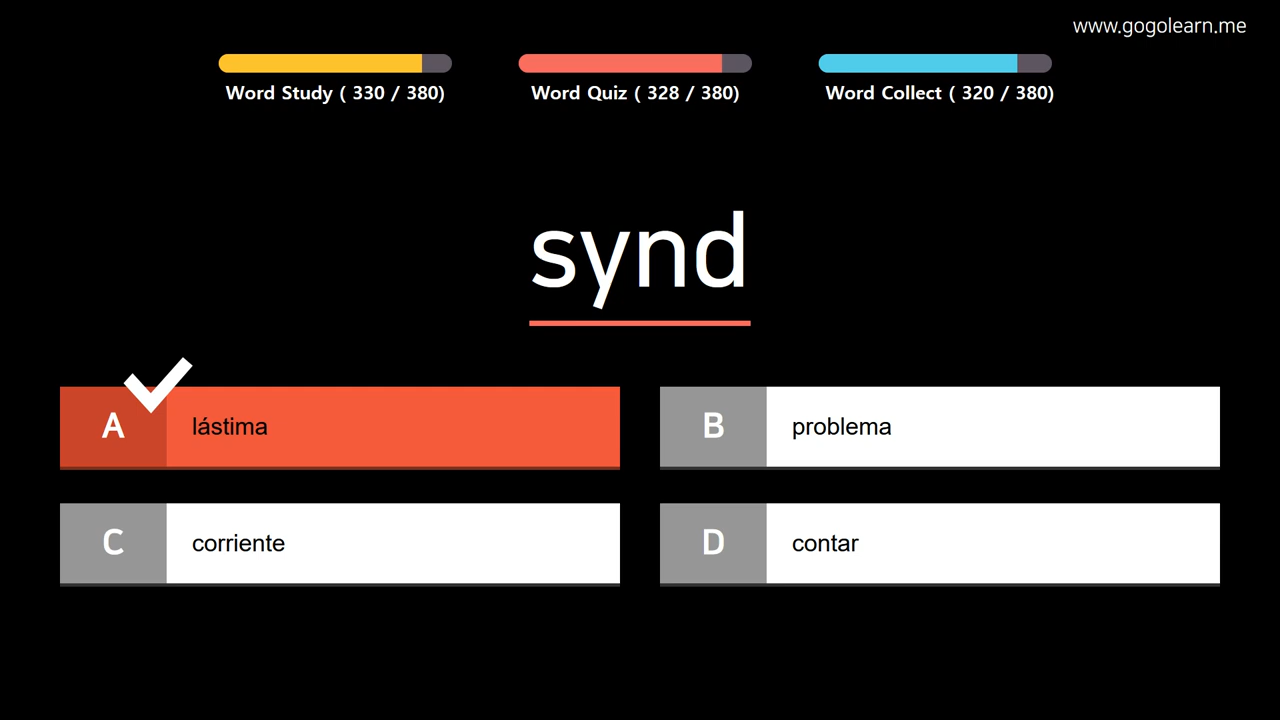 www.gogolearn.me
Word Study ( 330 / 380)
Word Quiz ( 328 / 380)
Word Collect ( 320 / 380)
synd
A lástima
B problema
C corriente
D contar